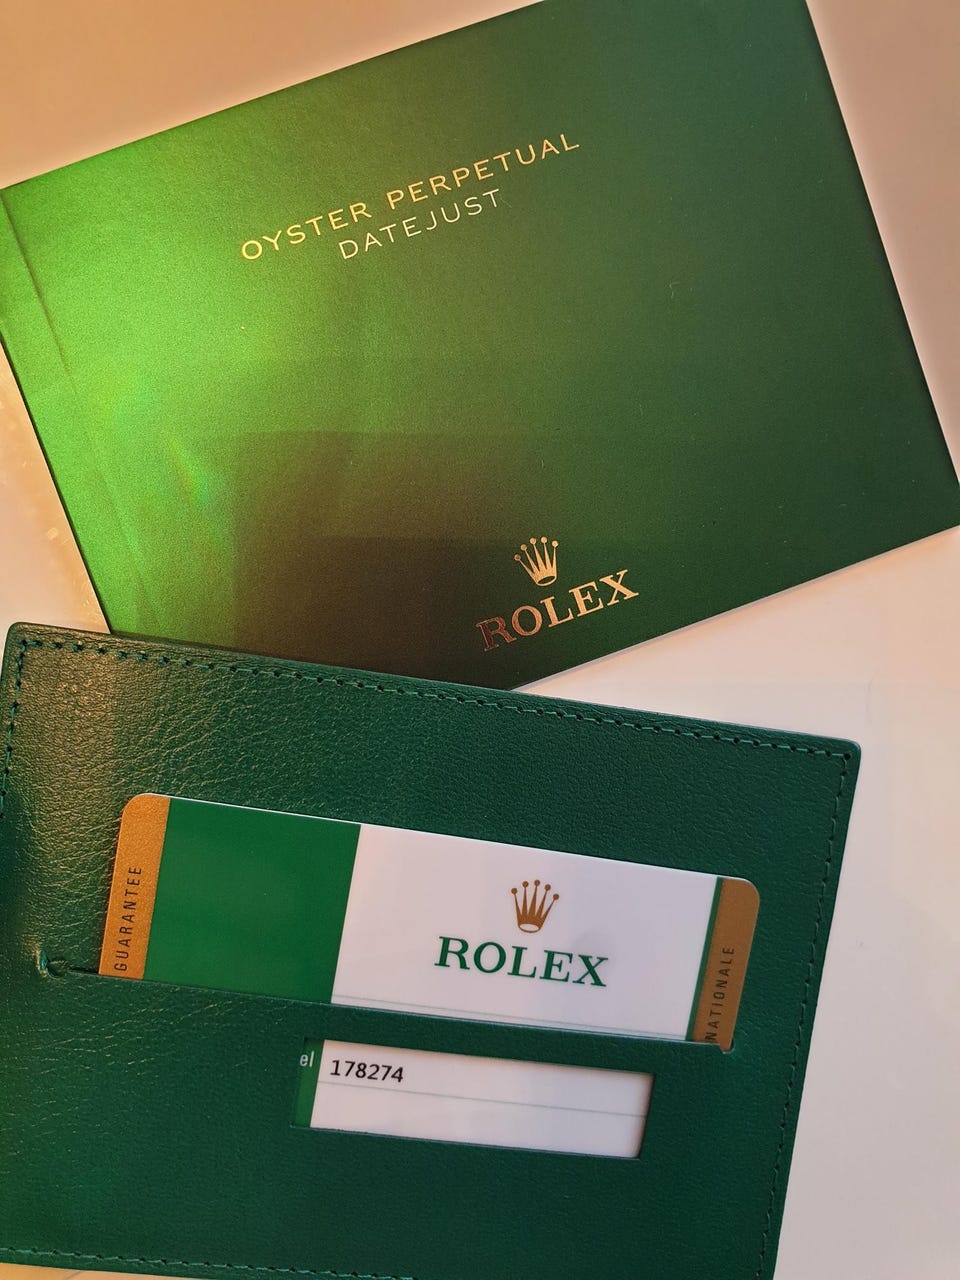 OYSTER PERPETUAL
DATEJUST
ROLEX
GUARANTEE
ROLEX
NATIONALE
el
178274